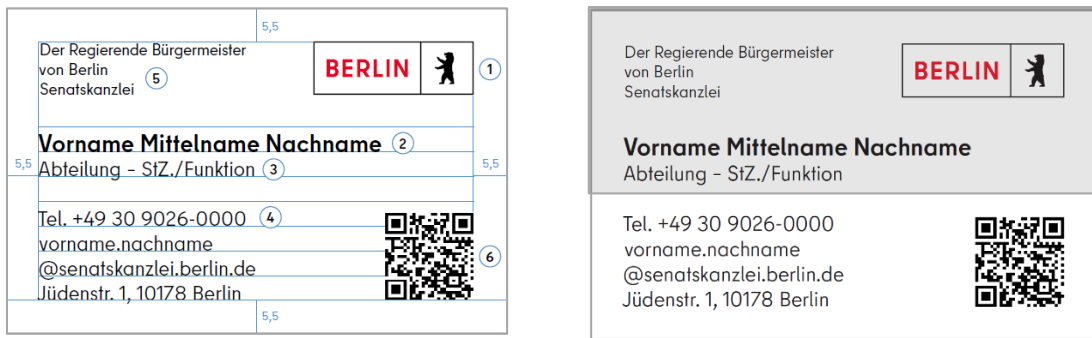 5,5
Der Regierende Bürgermeister
von Berlin
Senatskanzlei 5
BERLIN 1
Vorname Mittelname Nachname 2
5,5 Abteilung – StZ./Funktion 3 5,5
Tel. +49 30 9026-0000 4
vorname.nachname
@senatskanzlei.berlin.de 6
Jüdenstr. 1, 10178 Berlin
5,5
Der Regierende Bürgermeister
von Berlin
Senatskanzlei
BERLIN
Vorname Mittelname Nachname
Abteilung – StZ./Funktion
Tel. +49 30 9026-0000
vorname.nachname
@senatskanzlei.berlin.de
Jüdenstr. 1, 10178 Berlin